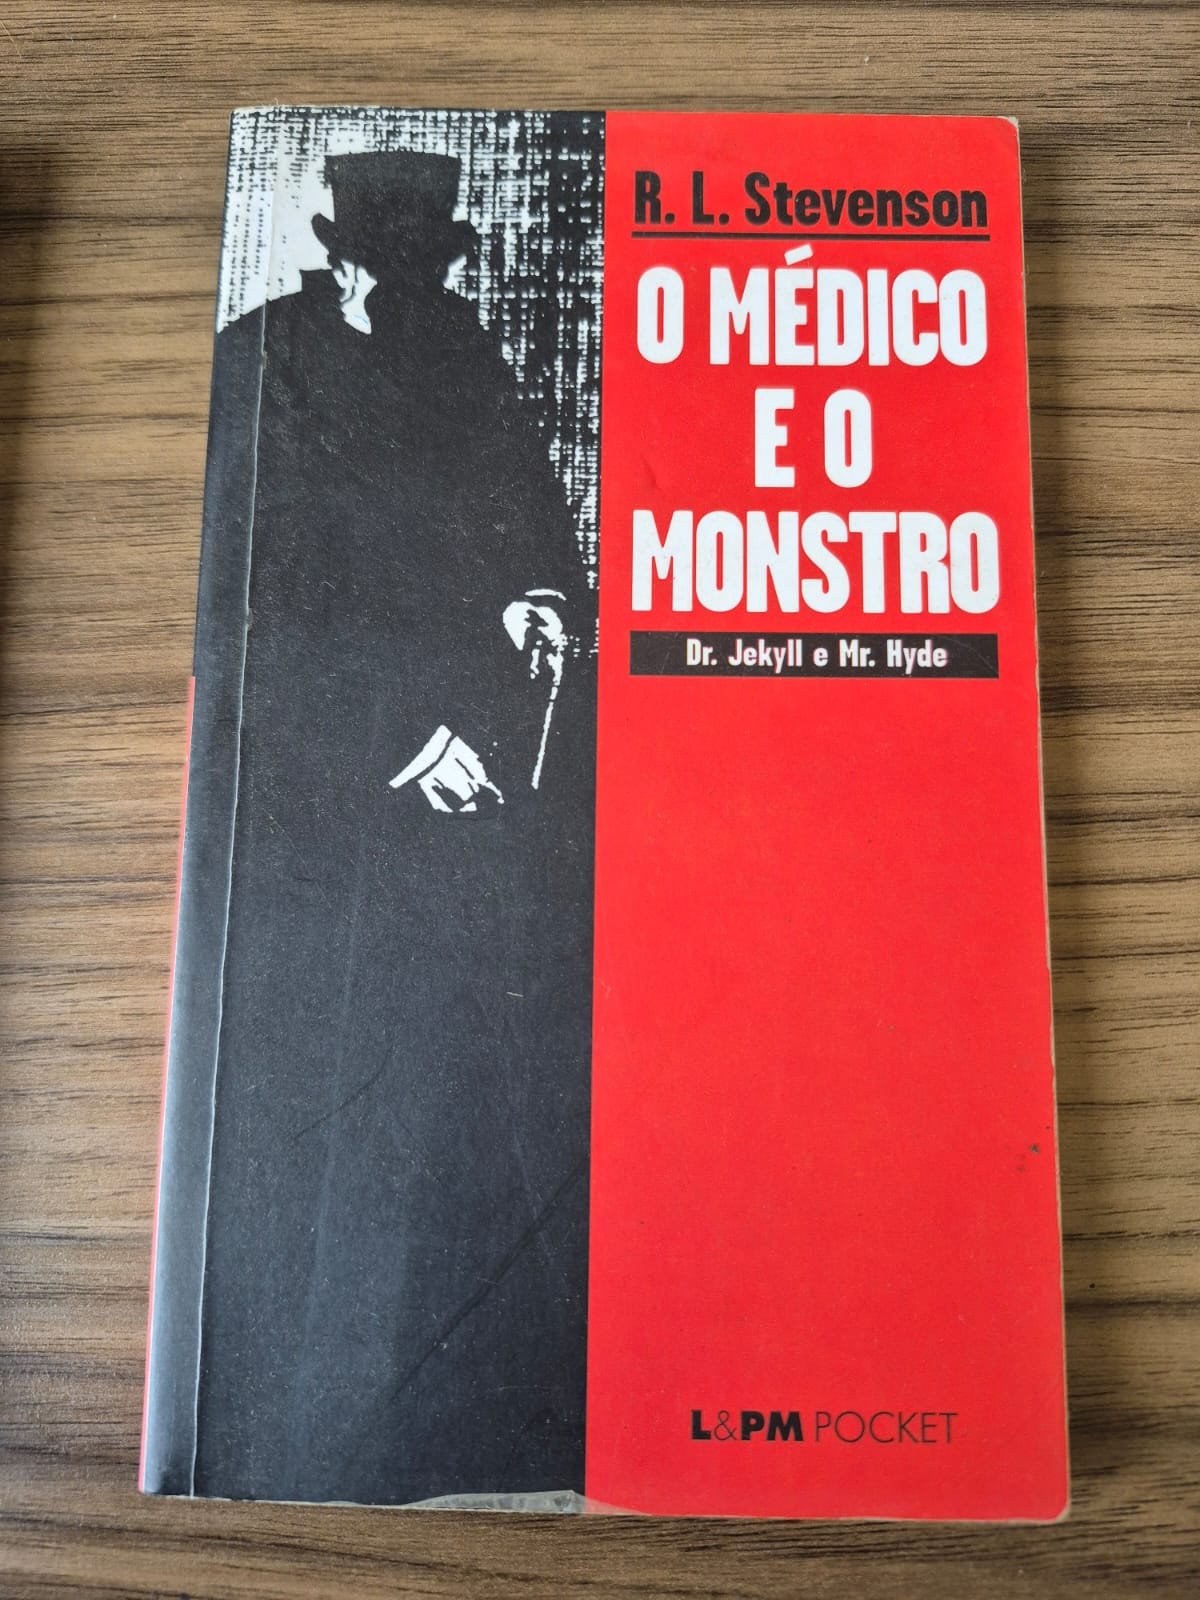 R. L. Stevenson
O MÉDICO
E O
MONSTRO
Dr. Jekyll e Mr. Hyde
L&PM POCKET